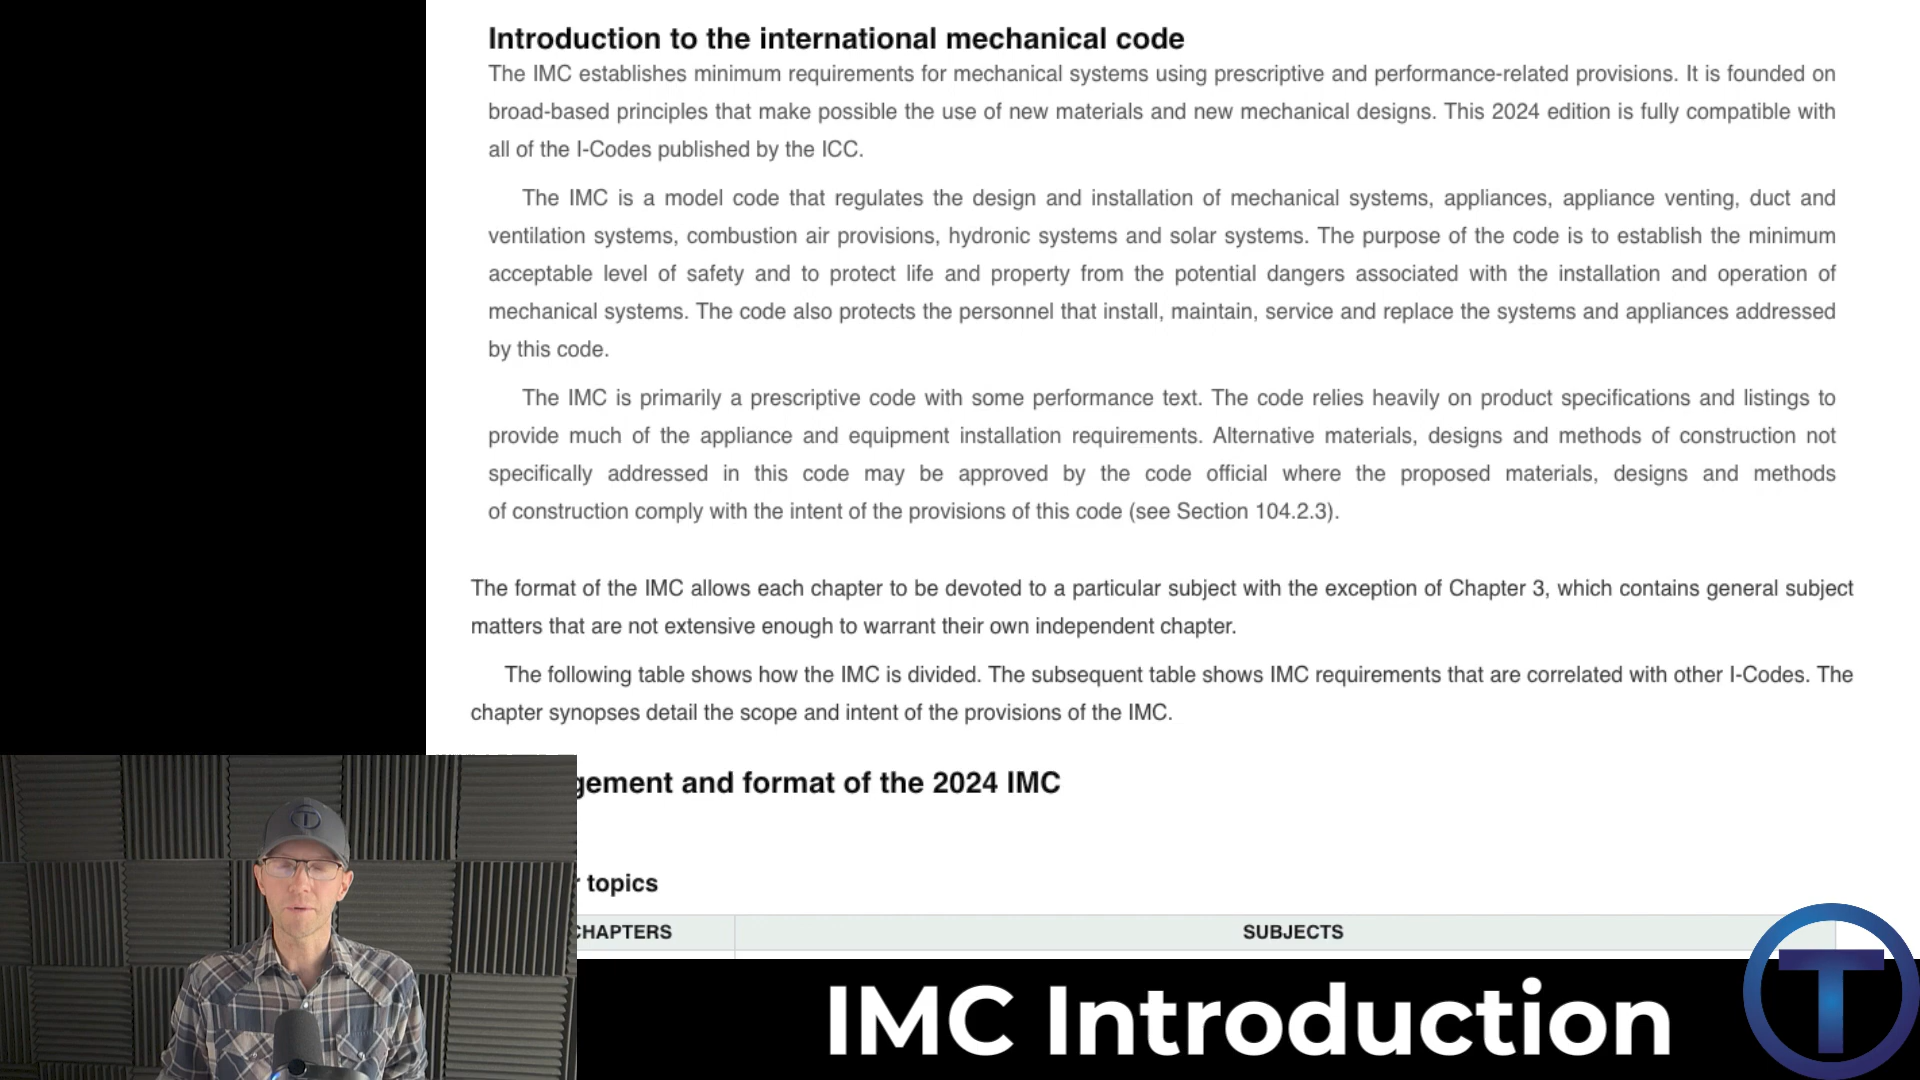 Introduction to the international mechanical code
The IMC establishes minimum requirements for mechanical systems using prescriptive and performance-related provisions. It is founded on
broad-based principles that make possible the use of new materials and new mechanical designs. This 2024 edition is fully compatible with
all of the I-Codes published by the ICC.
The IMC is a model code that regulates the design and installation of mechanical systems, appliances, appliance venting, duct and
ventilation systems, combustion air provisions, hydronic systems and solar systems. The purpose of the code is to establish the minimum
acceptable level of safety and to protect life and property from the potential dangers associated with the installation and operation of
mechanical systems. The code also protects the personnel that install, maintain, service and replace the systems and appliances addressed
by this code.
The IMC is primarily a prescriptive code with some performance text. The code relies heavily on product specifications and listings to
provide much of the appliance and equipment installation requirements. Alternative materials, designs and methods of construction not
specifically addressed in this code may be approved by the code official where the proposed materials, designs and methods
of construction comply with the intent of the provisions of this code (see Section 104.2.3).
The format of the IMC allows each chapter to be devoted to a particular subject with the exception of Chapter 3, which contains general subject
matters that are not extensive enough to warrant their own independent chapter.
The following table shows how the IMC is divided. The subsequent table shows IMC requirements that are correlated with other I-Codes. The
chapter synopses detail the scope and intent of the provisions of the IMC.
gement and format of the 2024 IMC
r topics
CHAPTERS SUBJECTS
IMC Introduction
T
T